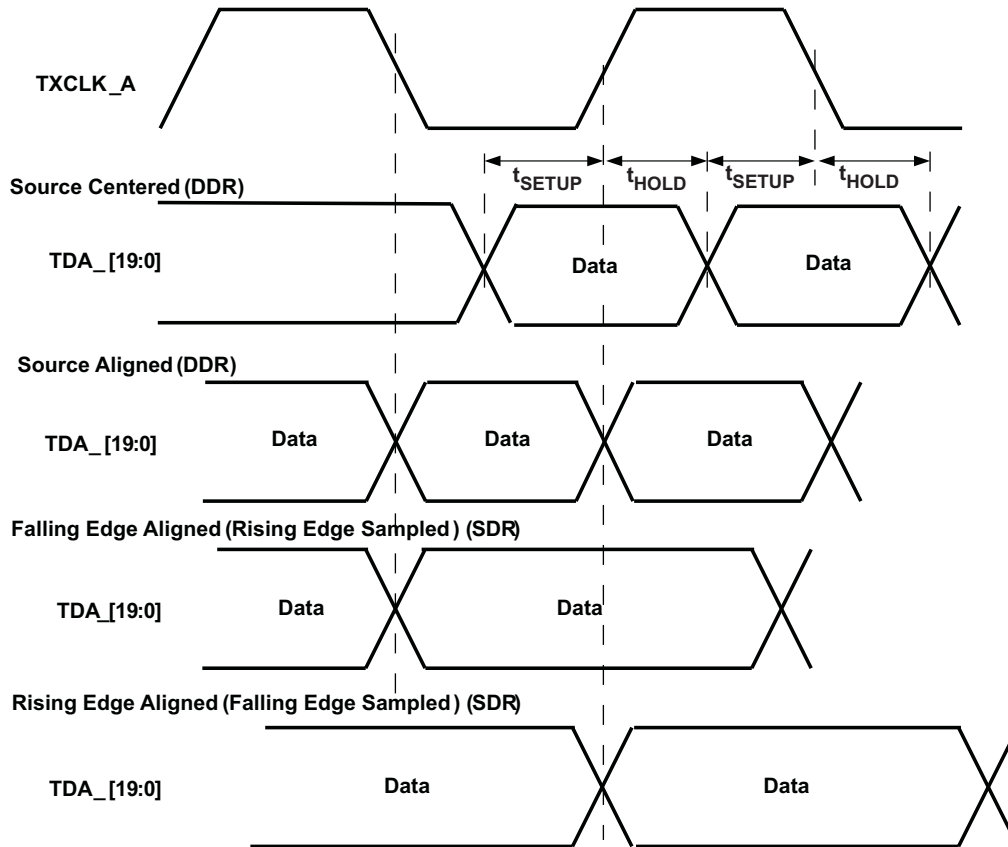 TXCLK_A
tSETUP tHOLD tSETUP tHOLD
Source Centered (DDR)
TDA_[19:0] Data Data
Source Aligned (DDR)
TDA_[19:0] Data Data Data
Falling Edge Aligned (Rising Edge Sampled) (SDR)
TDA_[19:0] Data Data
Rising Edge Aligned (Falling Edge Sampled) (SDR)
TDA_[19:0] Data Data